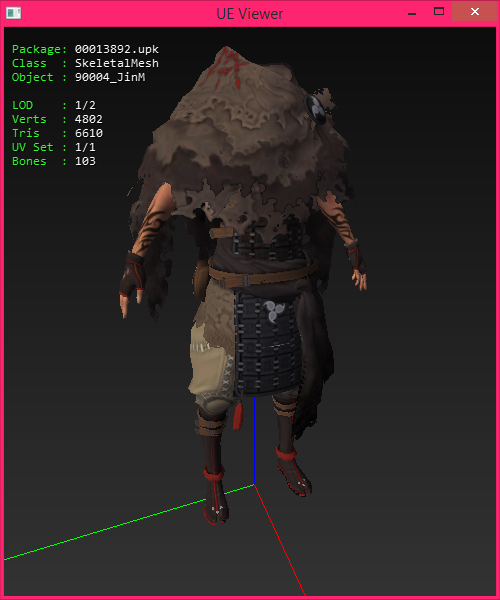 UE Viewer
Package: 00013892.upk
Class : SkeletalMesh
Object : 90004_JinM
LOD : 1/2
Verts : 4802
Tris : 6610
UV Set : 1/1
Bones : 103